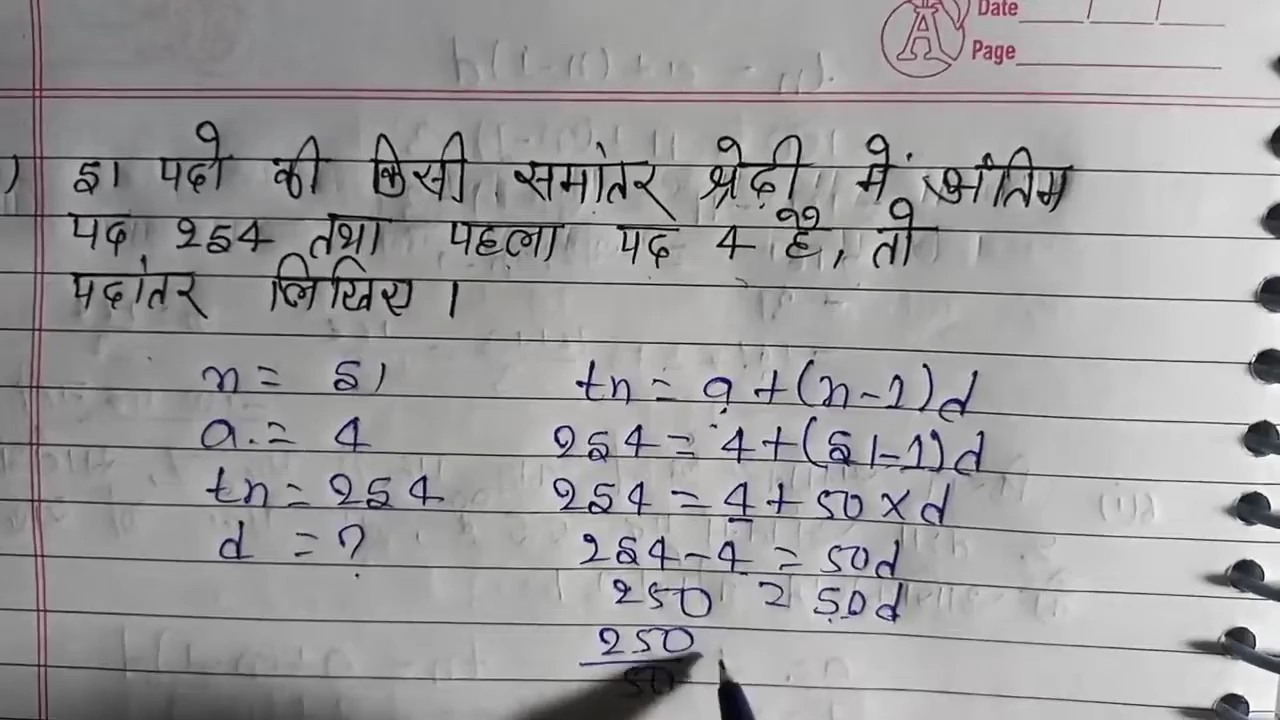 Date
Page
) 51 पदो की किसी समांतर श्रेढ़ी में अंतिम
पद 254 तथा पहला पद 4 है, तो
पदांतर लिखिए ।
n = 51
a = 4
tn = 254
d = ?
tn = a + (n-1)d
254 = 4 + (51-1)d
254 = 4 + 50 × d
254 - 4 = 50d
250 = 50d
250
50